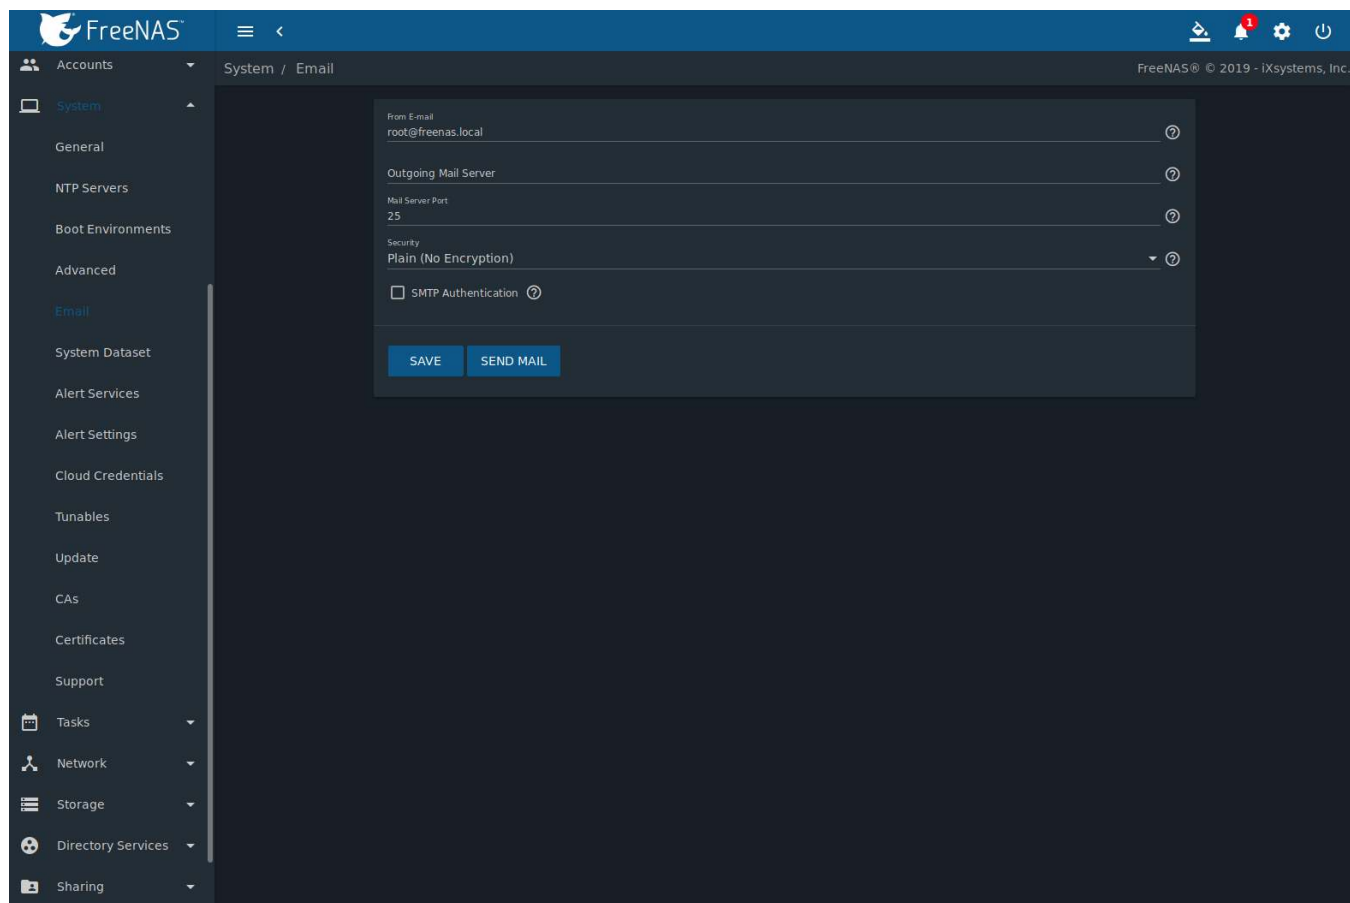 FreeNAS™
1
Accounts
System / Email
FreeNAS® © 2019 - iXsystems, Inc.
System
General
NTP Servers
Boot Environments
Advanced
Email
System Dataset
Alert Services
Alert Settings
Cloud Credentials
Tunables
Update
CAs
Certificates
Support
Tasks
Network
Storage
Directory Services
Sharing
From E-mail
root@freenas.local
Outgoing Mail Server
Mail Server Port
25
Security
Plain (No Encryption)
SMTP Authentication
SAVE SEND MAIL